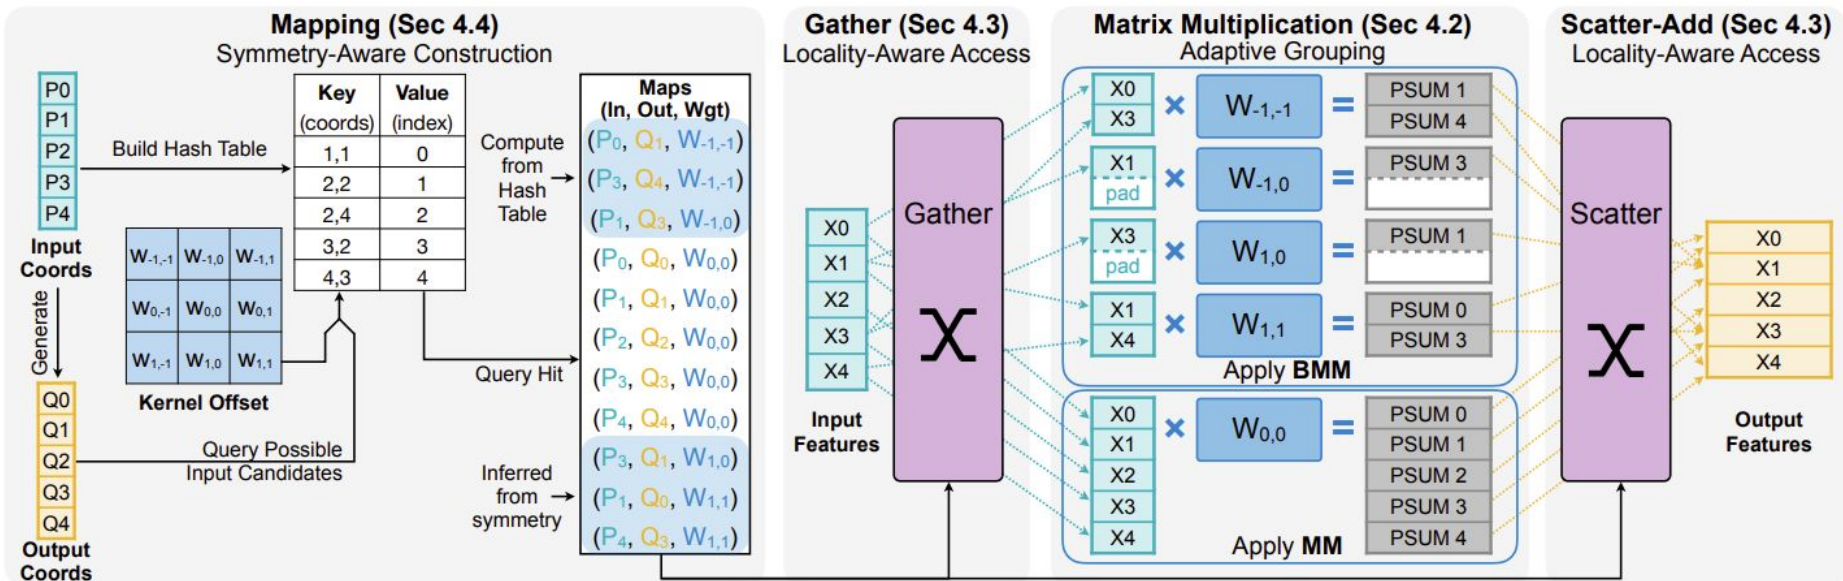 Mapping (Sec 4.4)
Symmetry-Aware Construction
P0
P1
P2
P3
P4
Input
Coords
Generate
Q0
Q1
Q2
Q3
Q4
Output
Coords
Build Hash Table
W-1,-1 W-1,0 W-1,1
W0,-1 W0,0 W0,1
W1,-1 W1,0 W1,1
Kernel Offset
Query Possible
Input Candidates
Key Value
(coords) (index)
1,1 0
2,2 1
2,4 2
3,2 3
4,3 4
Query Hit
Compute
from
Hash
Table
Inferred
from
symmetry
Maps
(In, Out, Wgt)
(P0, Q1, W-1,-1)
(P3, Q4, W-1,-1)
(P1, Q3, W-1,0)
(P0, Q0, W0,0)
(P1, Q1, W0,0)
(P2, Q2, W0,0)
(P3, Q3, W0,0)
(P4, Q4, W0,0)
(P3, Q1, W1,0)
(P1, Q0, W1,1)
(P4, Q3, W1,1)
Gather (Sec 4.3)
Locality-Aware Access
X0
X1
X2
X3
X4
Input
Features
Gather
Matrix Multiplication (Sec 4.2)
Adaptive Grouping
X0
X3
× W-1,-1 =
PSUM 1
PSUM 4
X1
pad
× W-1,0 =
PSUM 3
X3
pad
× W1,0 =
PSUM 1
X1
X4
× W1,1 =
PSUM 0
PSUM 3
Apply BMM
X0
X1
X2
X3
X4
× W0,0 =
PSUM 0
PSUM 1
PSUM 2
PSUM 3
PSUM 4
Apply MM
Scatter-Add (Sec 4.3)
Locality-Aware Access
Scatter
X0
X1
X2
X3
X4
Output
Features